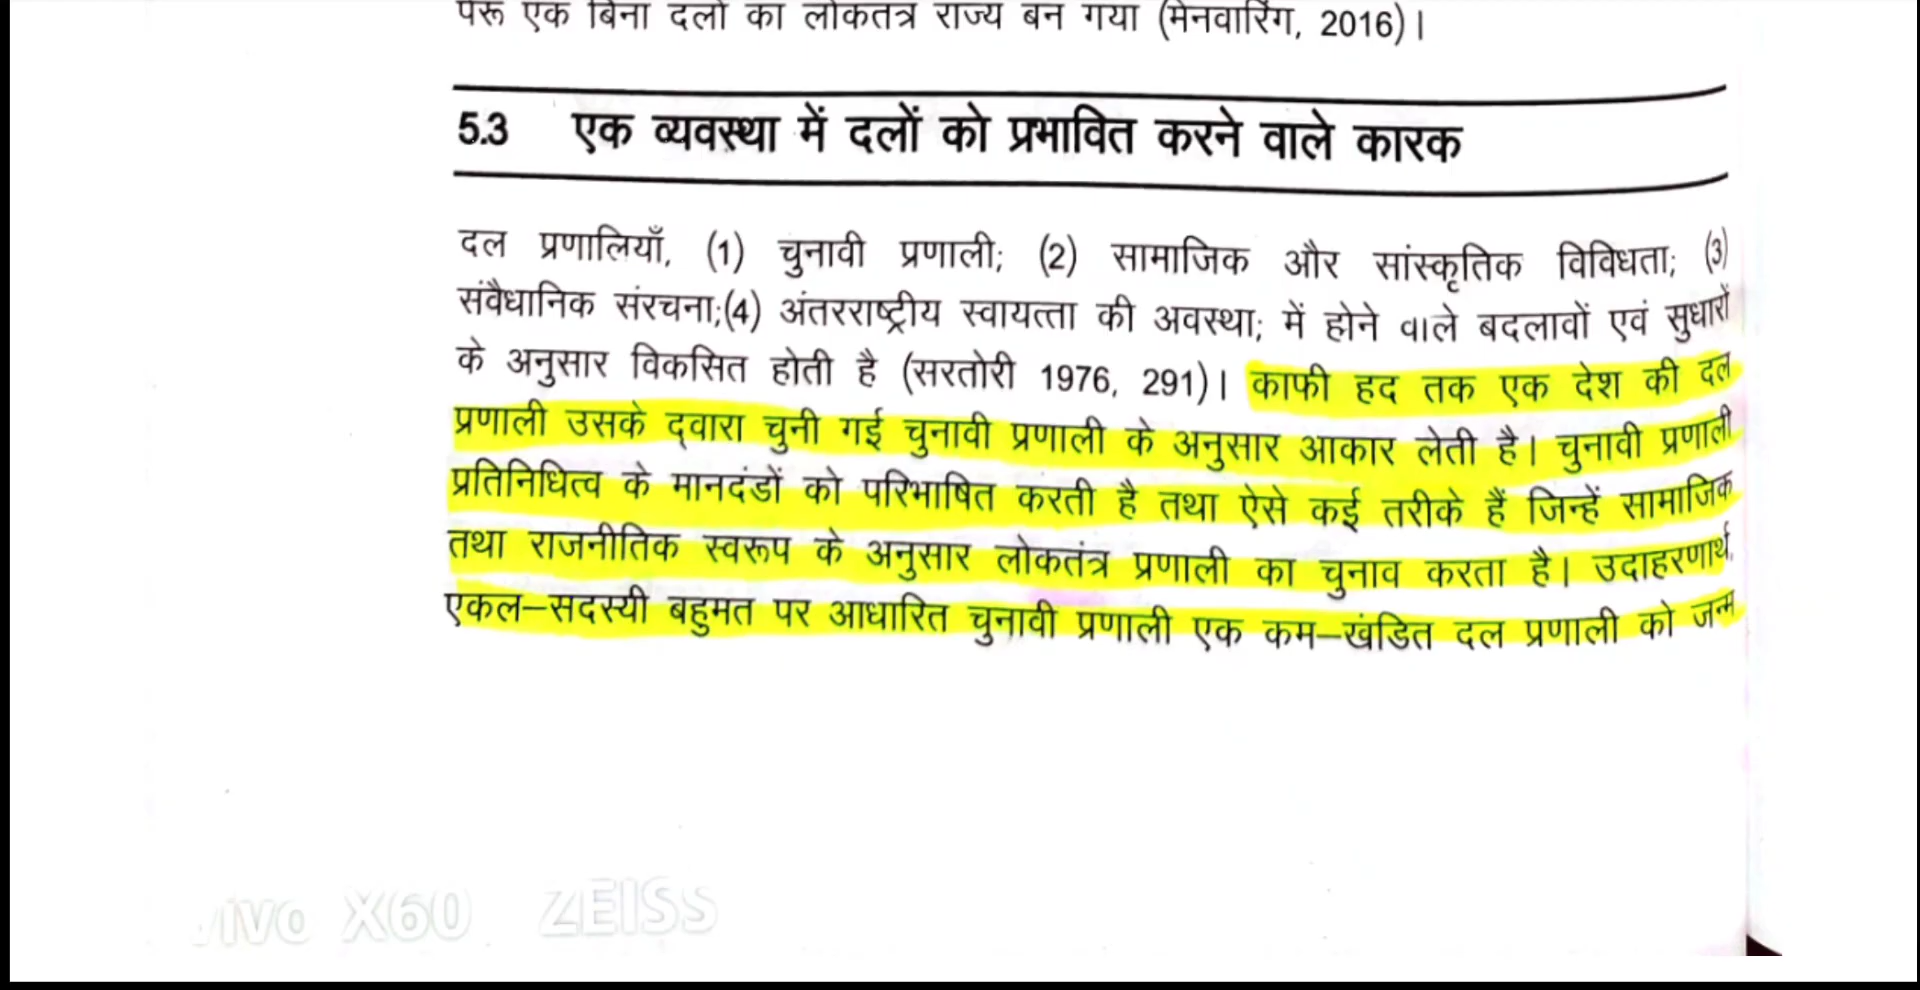 पेरू एक बिना दलों का लोकतंत्र राज्य बन गया (मेनवारिंग, 2016)।
5.3 एक व्यवस्था में दलों को प्रभावित करने वाले कारक
दल प्रणालियाँ, (1) चुनावी प्रणाली; (2) सामाजिक और सांस्कृतिक विविधता; (3)
संवैधानिक संरचना;(4) अंतरराष्ट्रीय स्वायत्ता की अवस्था; में होने वाले बदलावों एवं सुधारों
के अनुसार विकसित होती है (सरतोरी 1976, 291)। काफी हद तक एक देश की दल
प्रणाली उसके द्वारा चुनी गई चुनावी प्रणाली के अनुसार आकार लेती है। चुनावी प्रणाली
प्रतिनिधित्व के मानदंडों को परिभाषित करती है तथा ऐसे कई तरीके हैं जिन्हें सामाजिक
तथा राजनीतिक स्वरूप के अनुसार लोकतंत्र प्रणाली का चुनाव करता है। उदाहरणार्थ,
एकल–सदस्यी बहुमत पर आधारित चुनावी प्रणाली एक कम–खंडित दल प्रणाली को जन्म
vivo X60 ZEISS